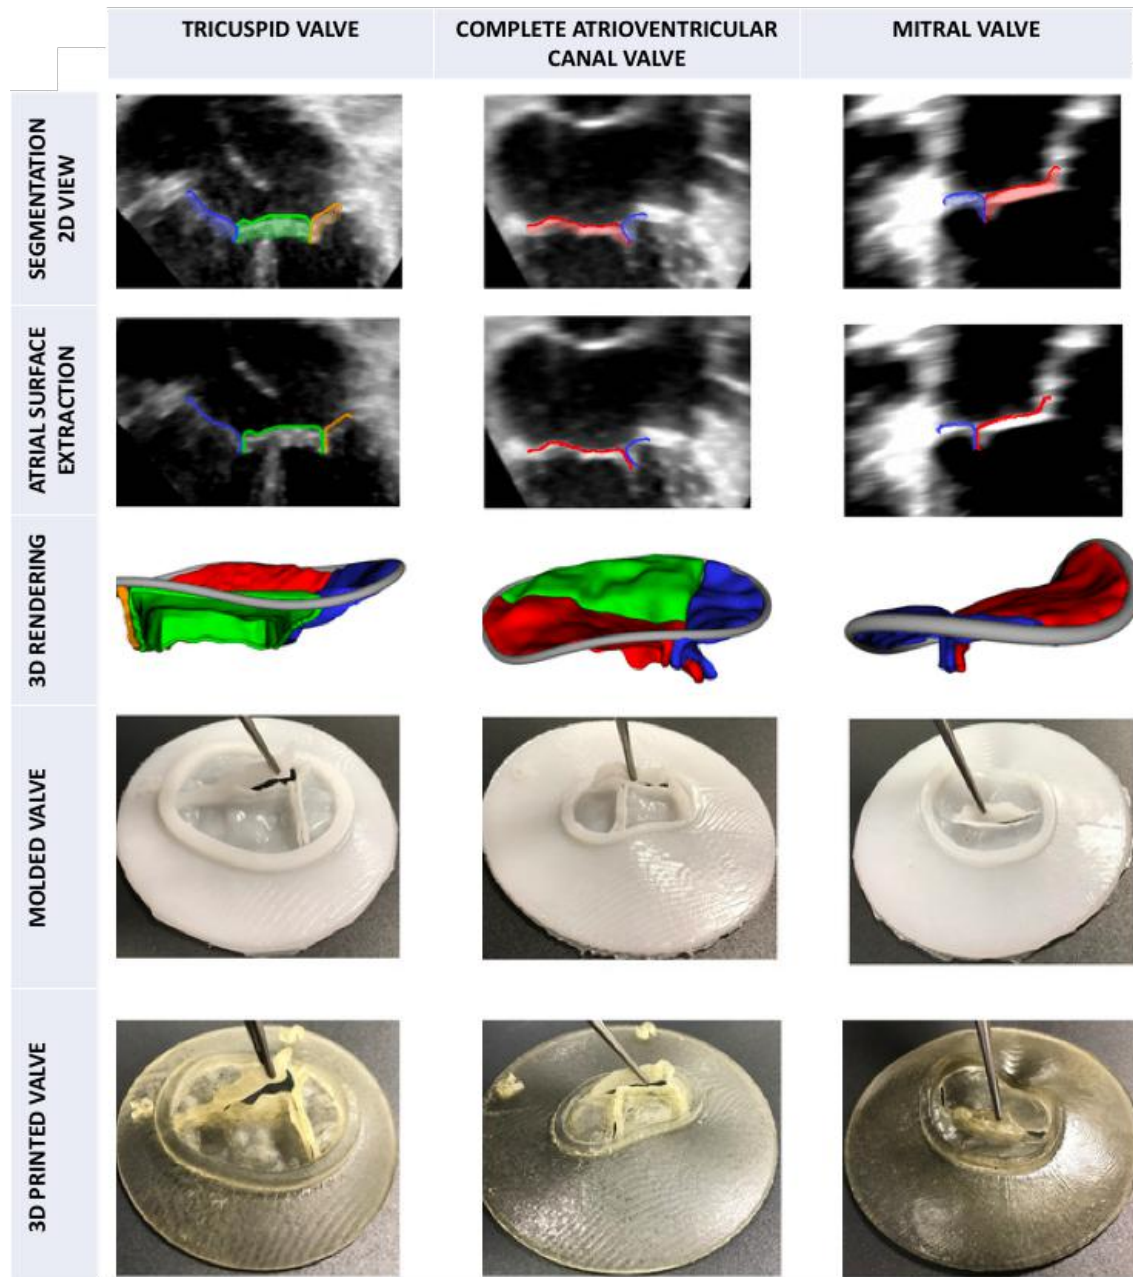 TRICUSPID VALVE
COMPLETE ATRIOVENTRICULAR
CANAL VALVE
MITRAL VALVE
SEGMENTATION
2D VIEW
ATRIAL SURFACE
EXTRACTION
3D RENDERING
MOLDED VALVE
3D PRINTED VALVE